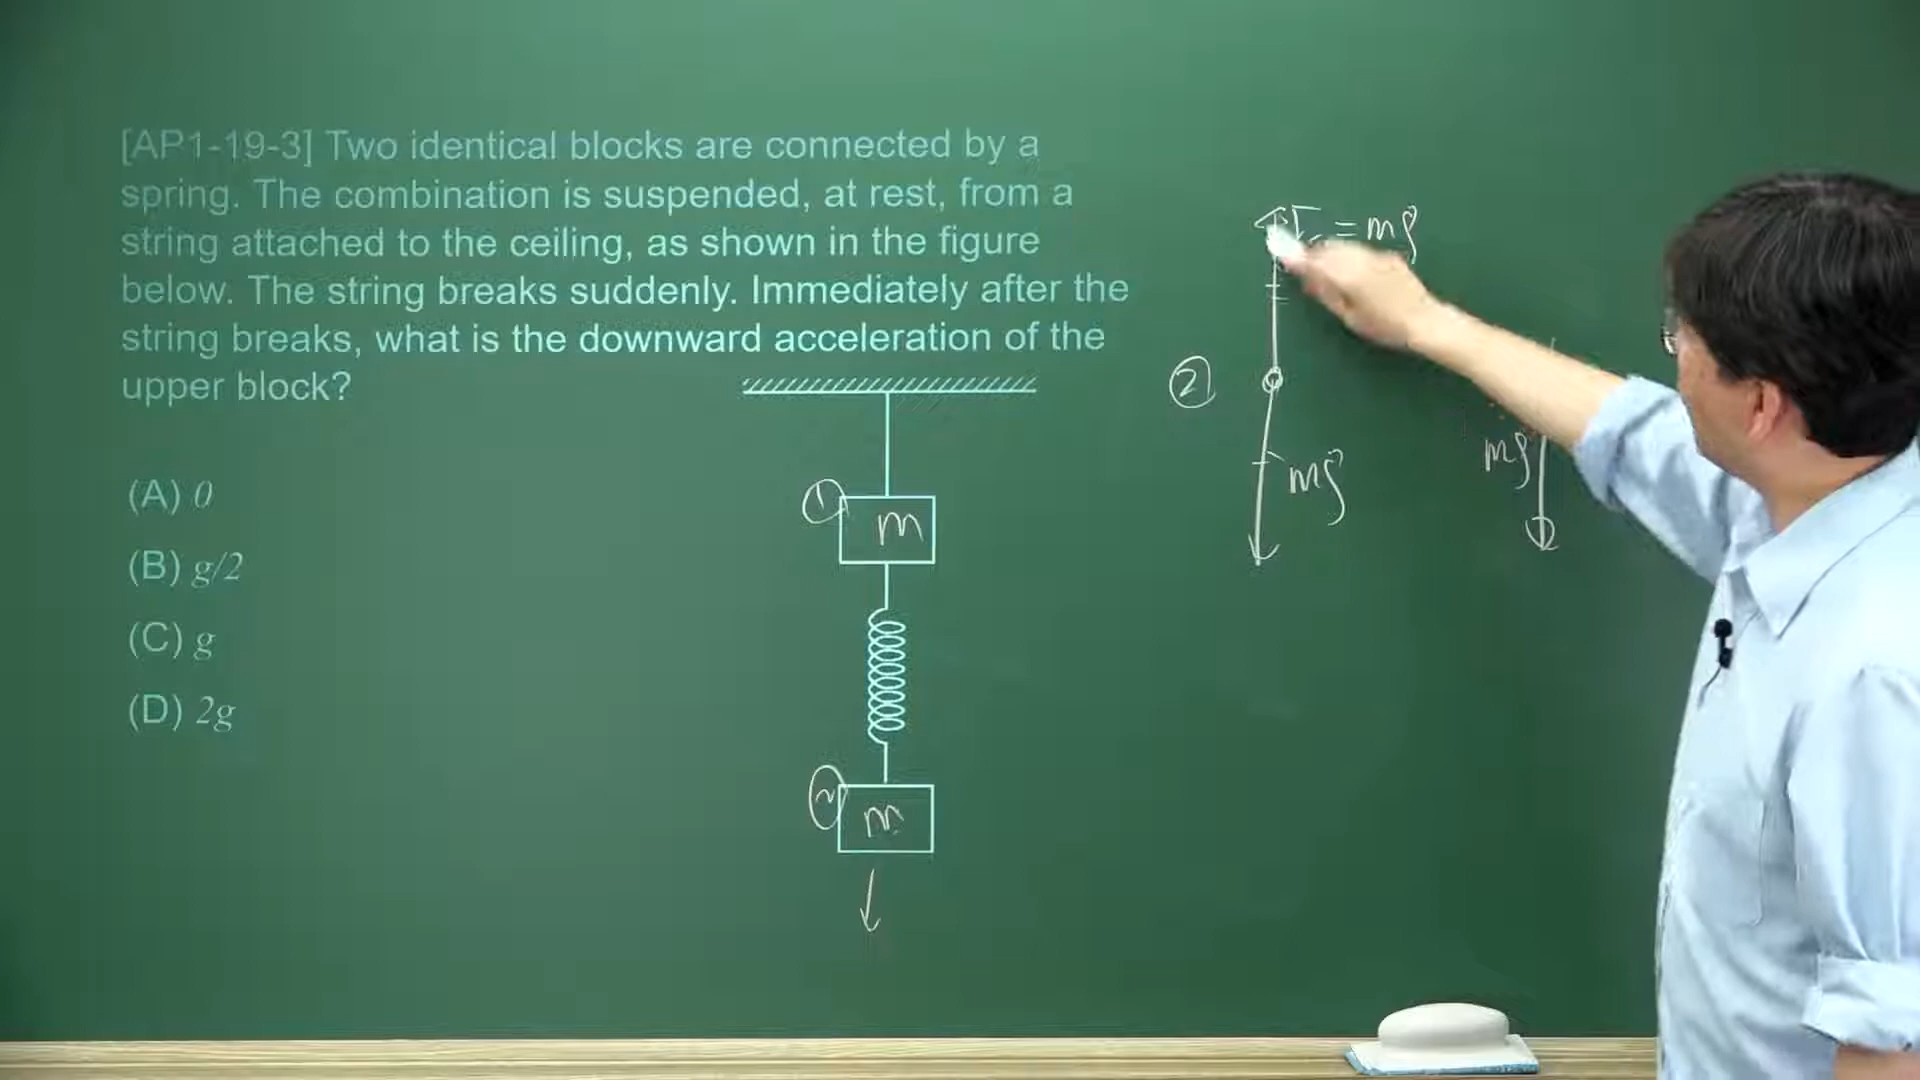 [AP1-19-3] Two identical blocks are connected by a
spring. The combination is suspended, at rest, from a
string attached to the ceiling, as shown in the figure
below. The string breaks suddenly. Immediately after the
string breaks, what is the downward acceleration of the
upper block?
(A) 0
(B) g/2
(C) g
(D) 2g
1
m
2
m
= mg
2
mg
mg